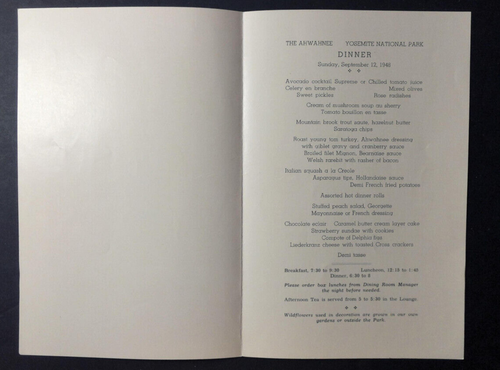 THE AHWAHNEE YOSEMITE NATIONAL PARK
DINNER
Sunday, September 12, 1948
Avocado cocktail, Supreme or Chilled tomato juice
Celery en branche Mixed olives
Sweet pickles Rose radishes
Cream of mushroom soup au sherry
Tomato bouillon en tasse
Mountain brook trout saute, hazelnut butter
Saratoga chips
Roast young tom turkey, Ahwahnee dressing
with giblet gravy and cranberry sauce
Broiled filet Mignon, Bearnaise sauce
Welsh rarebit with rasher of bacon
Italian squash a la Creole
Asparagus tips, Hollandaise sauce
Demi French fried potatoes
Assorted hot dinner rolls
Stuffed peach salad, Georgette
Mayonnaise or French dressing
Chocolate eclair Caramel butter cream layer cake
Strawberry sundae with cookies
Compote of figs
Liederkranz cheese with toasted crackers
Demi tasse
Breakfast, 7:30 to 9:30 Luncheon, 12:15 to 1:45
Dinner, 6:30 to 8
Please order box lunches from Dining Room Manager
the night before needed.
Afternoon Tea is served from 5 to 5:30 in the Lounge.
Wildflowers used in decoration are grown in our own
gardens or outside the Park.